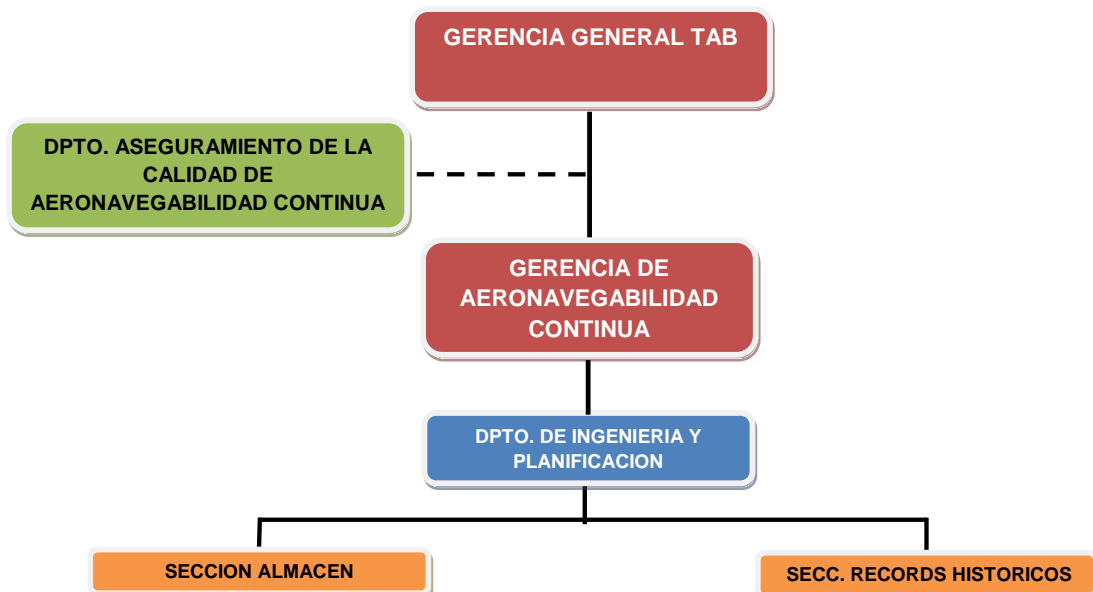 GERENCIA GENERAL TAB
DPTO. ASEGURAMIENTO DE LA
CALIDAD DE
AERONAVEGABILIDAD CONTINUA
GERENCIA DE
AERONAVEGABILIDAD
CONTINUA
DPTO. DE INGENIERIA Y
PLANIFICACION
SECCION ALMACEN
SECC. RECORDS HISTORICOS